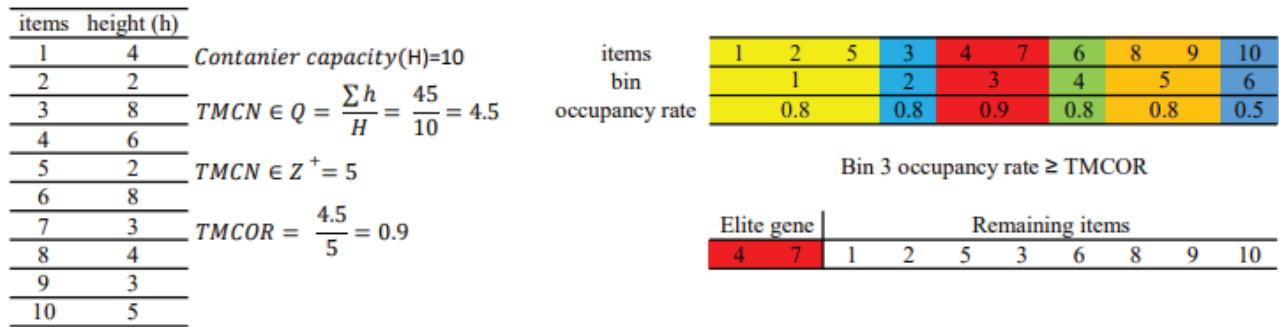 items height (h)
1 4
2 2
3 8
4 6
5 2
6 8
7 3
8 4
9 3
10 5
Contanier capacity(H)=10
TMCN ∈ Q = ∑ h / H = 45 / 10 = 4.5
TMCN ∈ Z⁺= 5
TMCOR = 4.5 / 5 = 0.9
items 1 2 5 3 4 7 6 8 9 10
bin 1 2 3 4 5 6
occupancy rate 0.8 0.8 0.9 0.8 0.8 0.5
Bin 3 occupancy rate ≥ TMCOR
Elite gene Remaining items
4 7 1 2 5 3 6 8 9 10